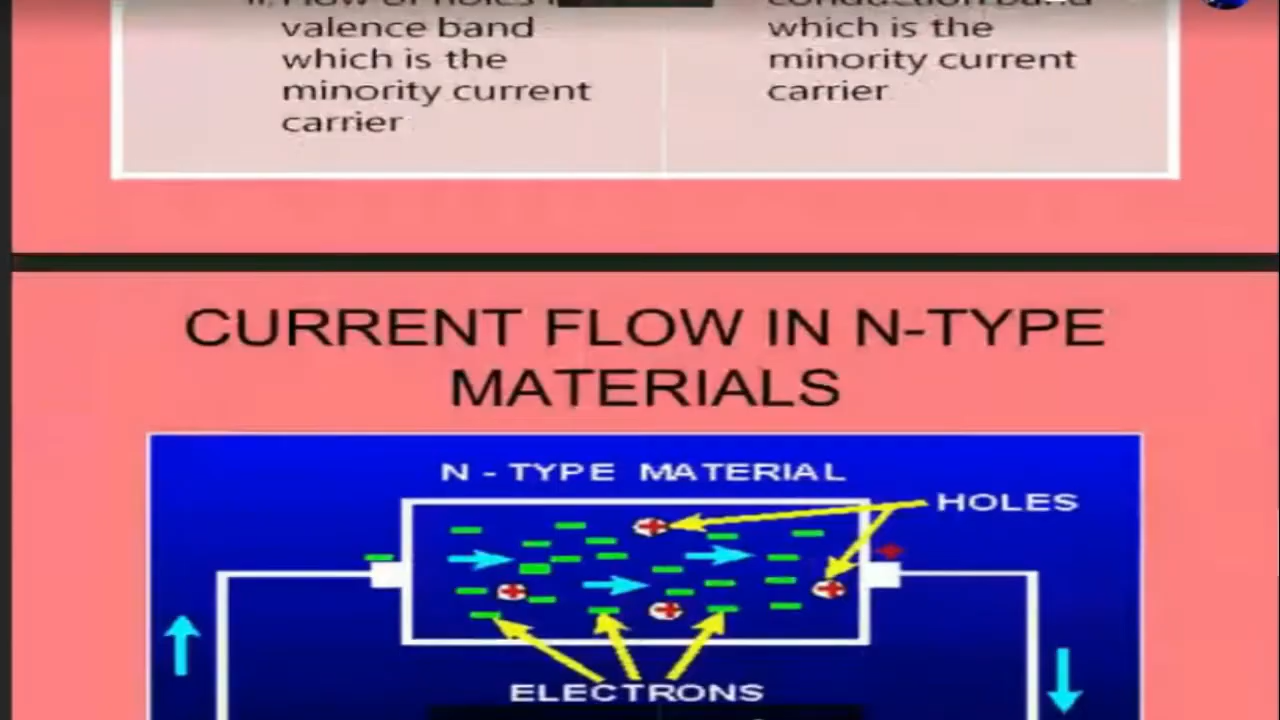 valence band
which is the
minority current
carrier
which is the
minority current
carrier
CURRENT FLOW IN N-TYPE
MATERIALS
N - TYPE MATERIAL
HOLES
ELECTRONS